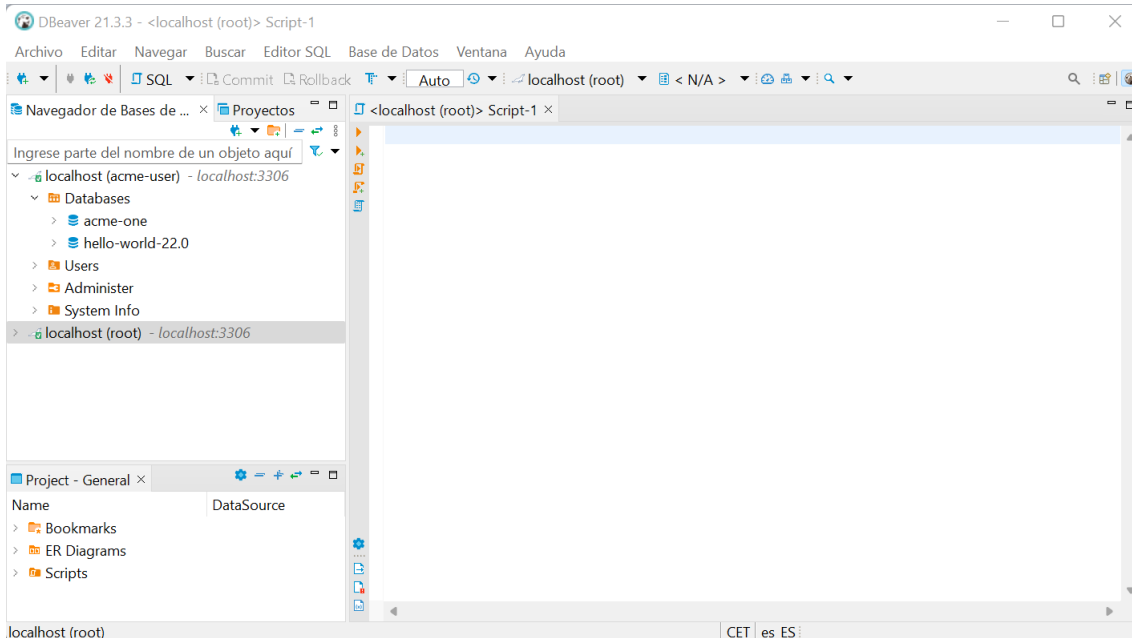 DBeaver 21.3.3 - <localhost (root)> Script-1
Archivo Editar Navegar Buscar Editor SQL Base de Datos Ventana Ayuda
SQL Commit Rollback Auto localhost (root) < N/A >
Navegador de Bases de ... Proyectos
<localhost (root)> Script-1
Ingrese parte del nombre de un objeto aquí
localhost (acme-user) - localhost:3306
Databases
acme-one
hello-world-22.0
Users
Administer
System Info
localhost (root) - localhost:3306
Project - General
Name DataSource
Bookmarks
ER Diagrams
Scripts
localhost (root) CET es_ES